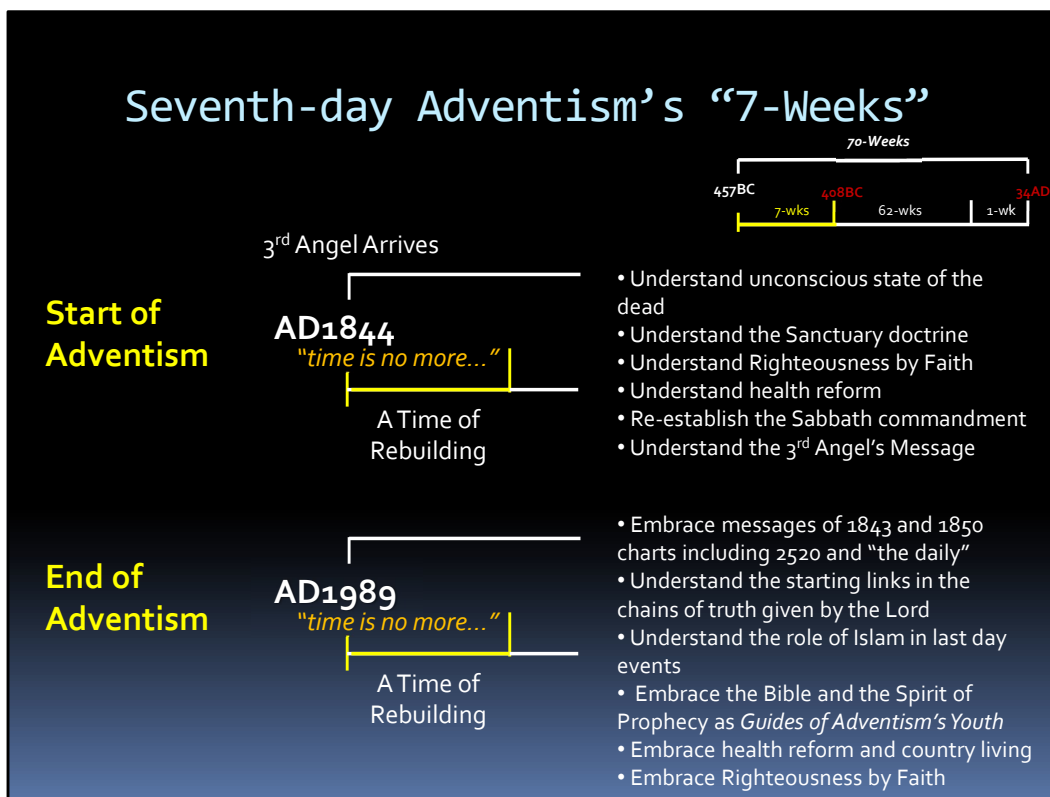 Seventh-day Adventism's “7-Weeks”
70-Weeks
457BC
408BC
34AD
7-wks
62-wks
1-wk
3rd Angel Arrives
Start of
Adventism
AD1844
“time is no more...”
A Time of
Rebuilding
• Understand unconscious state of the
dead
• Understand the Sanctuary doctrine
• Understand Righteousness by Faith
• Understand health reform
• Re-establish the Sabbath commandment
• Understand the 3rd Angel's Message
End of
Adventism
AD1989
“time is no more...”
A Time of
Rebuilding
• Embrace messages of 1843 and 1850
charts including 2520 and “the daily”
• Understand the starting links in the
chains of truth given by the Lord
• Understand the role of Islam in last day
events
• Embrace the Bible and the Spirit of
Prophecy as Guides of Adventism's Youth
• Embrace health reform and country living
• Embrace Righteousness by Faith